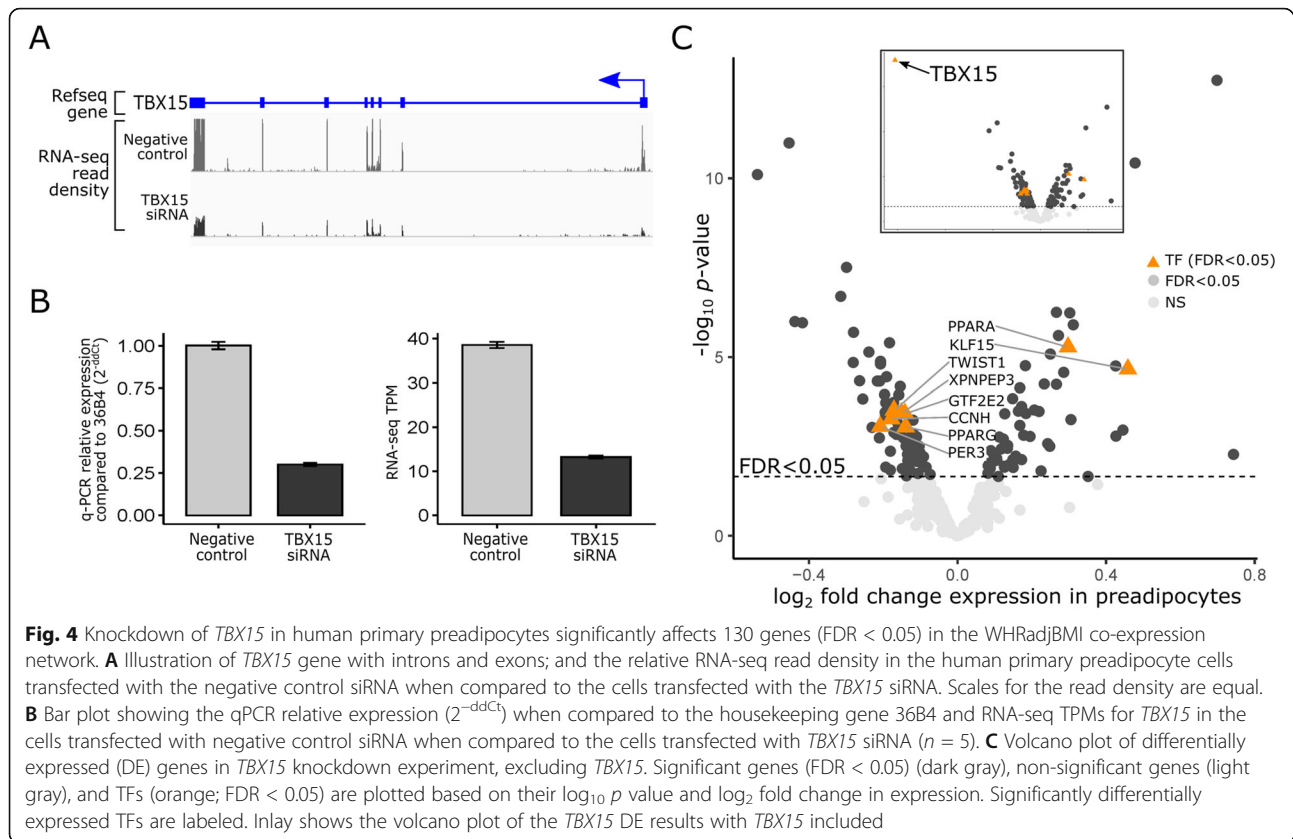 A
Refseq
gene
TBX15
RNA-seq
read
density
Negative
control
TBX15
siRNA
B
q-PCR relative expression
compared to 36B4 (2^-ddCt)
1.00
0.75
0.50
0.25
0.00
Negative
control
TBX15
siRNA
RNA-seq TPM
40
30
20
10
0
Negative
control
TBX15
siRNA
C
TBX15
-log10 p-value
10
5
0
TF (FDR<0.05)
FDR<0.05
NS
PPARA
KLF15
TWIST1
XPNPEP3
GTF2E2
CCNH
PPARG
PER3
FDR<0.05
−0.4
0.0
0.4
0.8
log2 fold change expression in preadipocytes
Fig. 4 Knockdown of TBX15 in human primary preadipocytes significantly affects 130 genes (FDR < 0.05) in the WHRadjBMI co-expression
network. A Illustration of TBX15 gene with introns and exons; and the relative RNA-seq read density in the human primary preadipocyte cells
transfected with the negative control siRNA when compared to the cells transfected with the TBX15 siRNA. Scales for the read density are equal.
B Bar plot showing the qPCR relative expression (2^−ddCt) when compared to the housekeeping gene 36B4 and RNA-seq TPMs for TBX15 in the
cells transfected with negative control siRNA when compared to the cells transfected with TBX15 siRNA (n = 5). C Volcano plot of differentially
expressed (DE) genes in TBX15 knockdown experiment, excluding TBX15. Significant genes (FDR < 0.05) (dark gray), non-significant genes (light
gray), and TFs (orange; FDR < 0.05) are plotted based on their log10 p value and log2 fold change in expression. Significantly differentially
expressed TFs are labeled. Inlay shows the volcano plot of the TBX15 DE results with TBX15 included